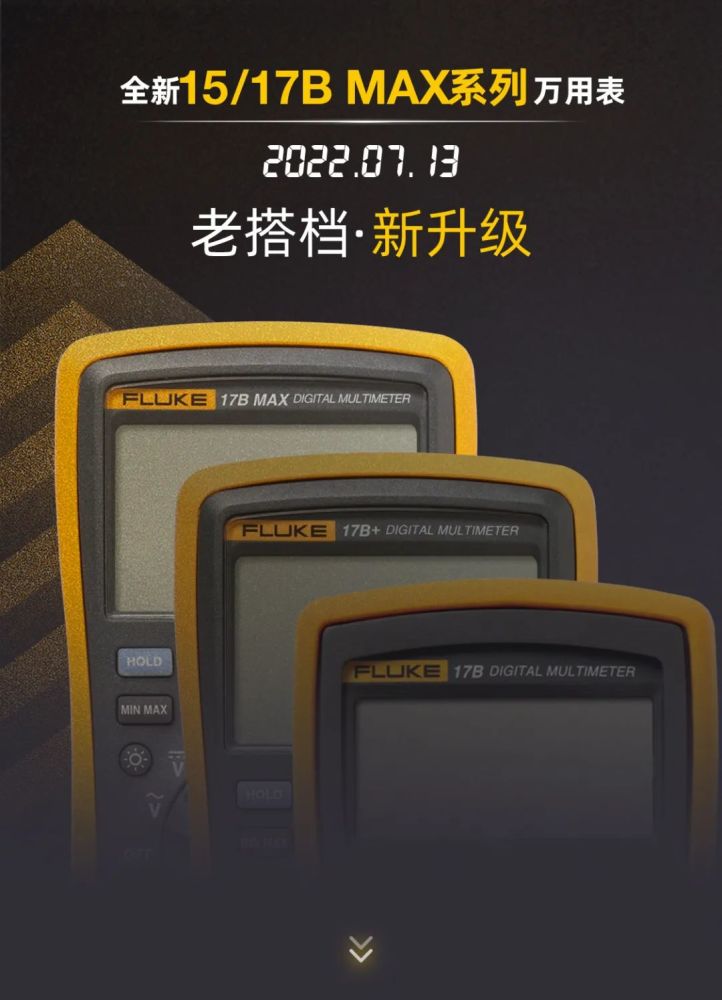 全新15/17B MAX系列万用表
2022.07.13
老搭档·新升级
FLUKE 17B MAX DIGITAL MULTIMETER
FLUKE 17B+ DIGITAL MULTIMETER
FLUKE 17B DIGITAL MULTIMETER
HOLD
MIN MAX
V
HOLD
V
OFF